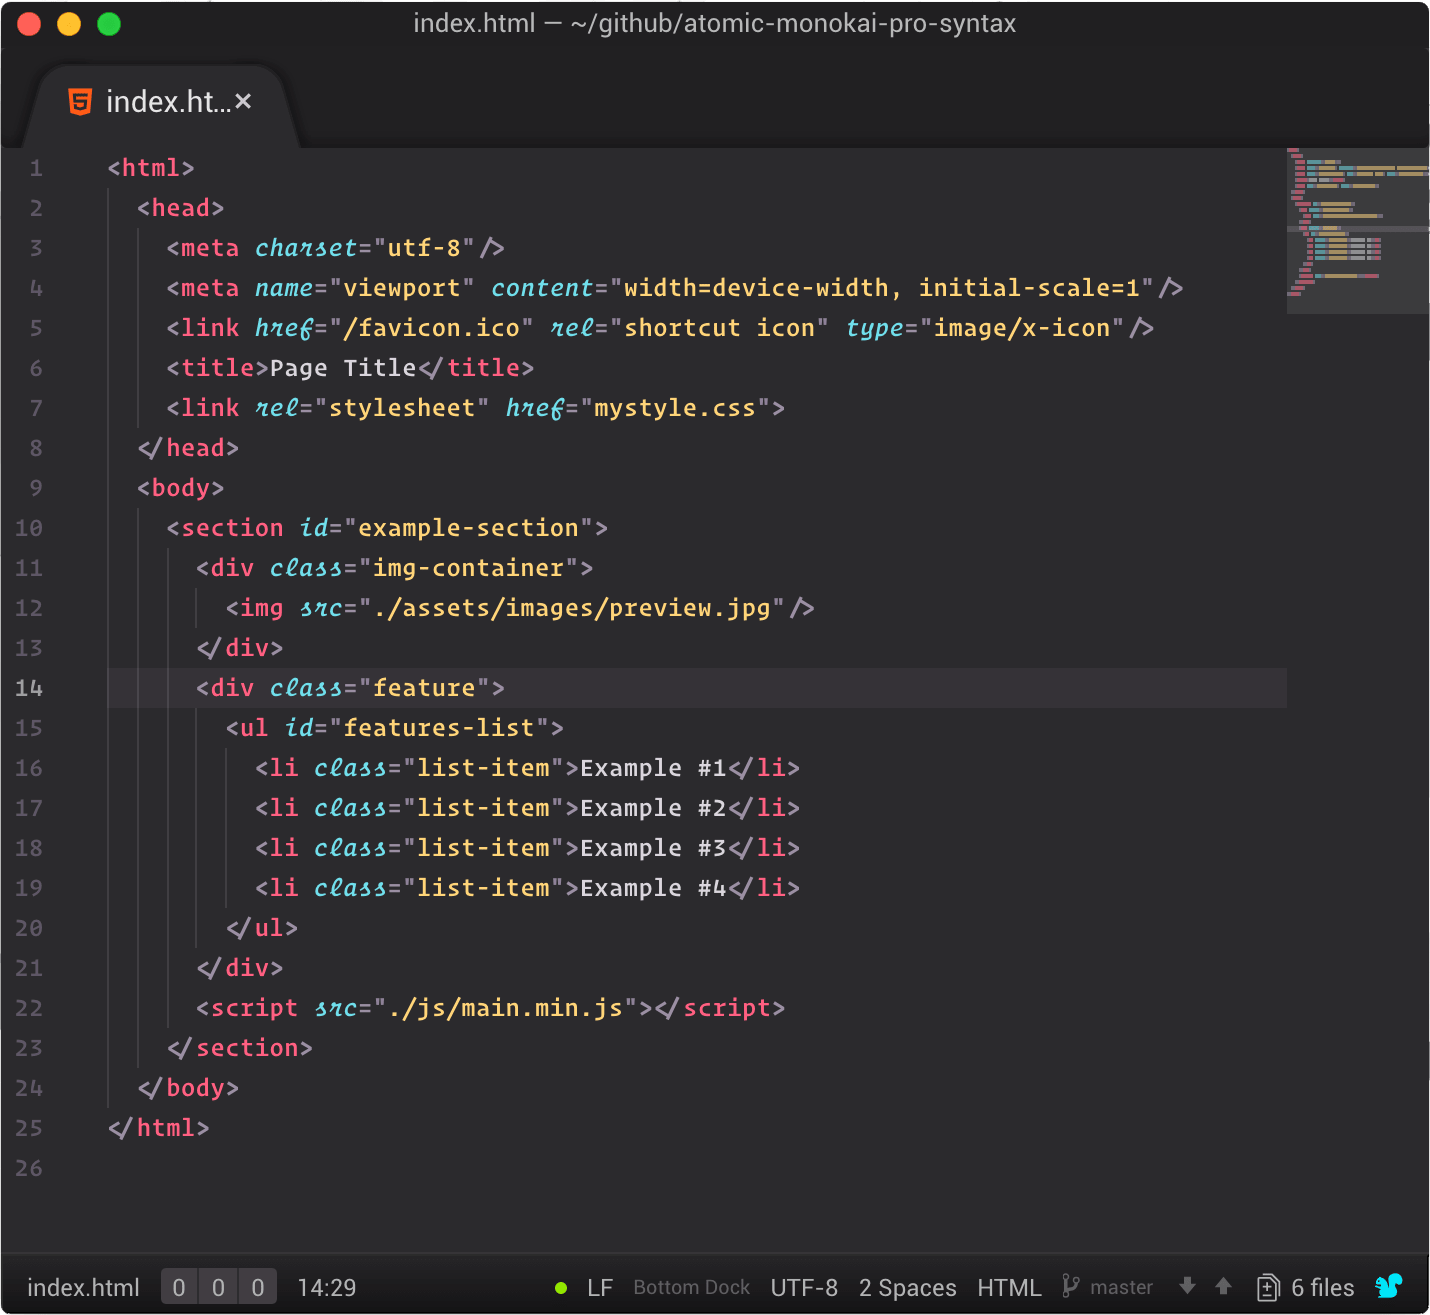 index.html — ~/github/atomic-monokai-pro-syntax
index.ht...×
1 <html>
2   <head>
3     <meta charset="utf-8"/>
4     <meta name="viewport" content="width=device-width, initial-scale=1"/>
5     <link href="/favicon.ico" rel="shortcut icon" type="image/x-icon"/>
6     <title>Page Title</title>
7     <link rel="stylesheet" href="mystyle.css">
8   </head>
9   <body>
10     <section id="example-section">
11       <div class="img-container">
12         <img src="./assets/images/preview.jpg"/>
13       </div>
14       <div class="feature">
15         <ul id="features-list">
16           <li class="list-item">Example #1</li>
17           <li class="list-item">Example #2</li>
18           <li class="list-item">Example #3</li>
19           <li class="list-item">Example #4</li>
20         </ul>
21       </div>
22       <script src="./js/main.min.js"></script>
23     </section>
24   </body>
25 </html>
26
index.html 0 0 0 14:29 LF Bottom Dock UTF-8 2 Spaces HTML master 6 files